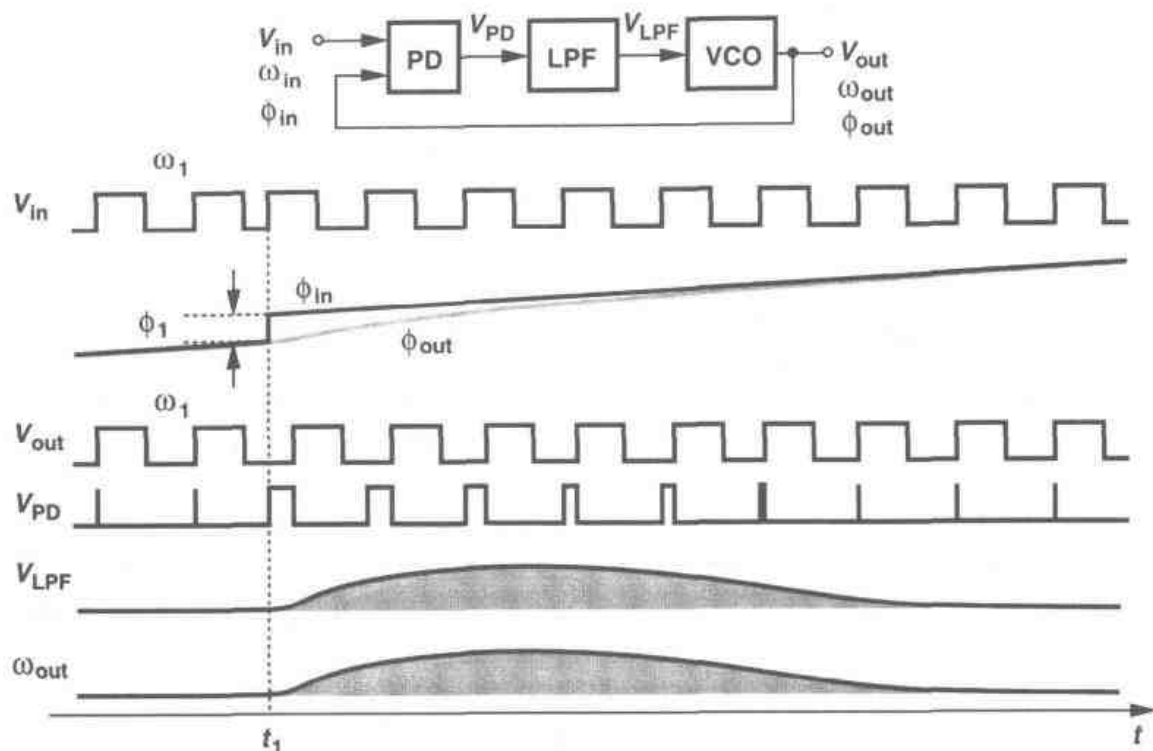 V_in
ω_in
ϕ_in
PD
V_PD
LPF
V_LPF
VCO
V_out
ω_out
ϕ_out
ω_1
V_in
ϕ_in
ϕ_1
ϕ_out
ω_1
V_out
V_PD
V_LPF
ω_out
t_1
t